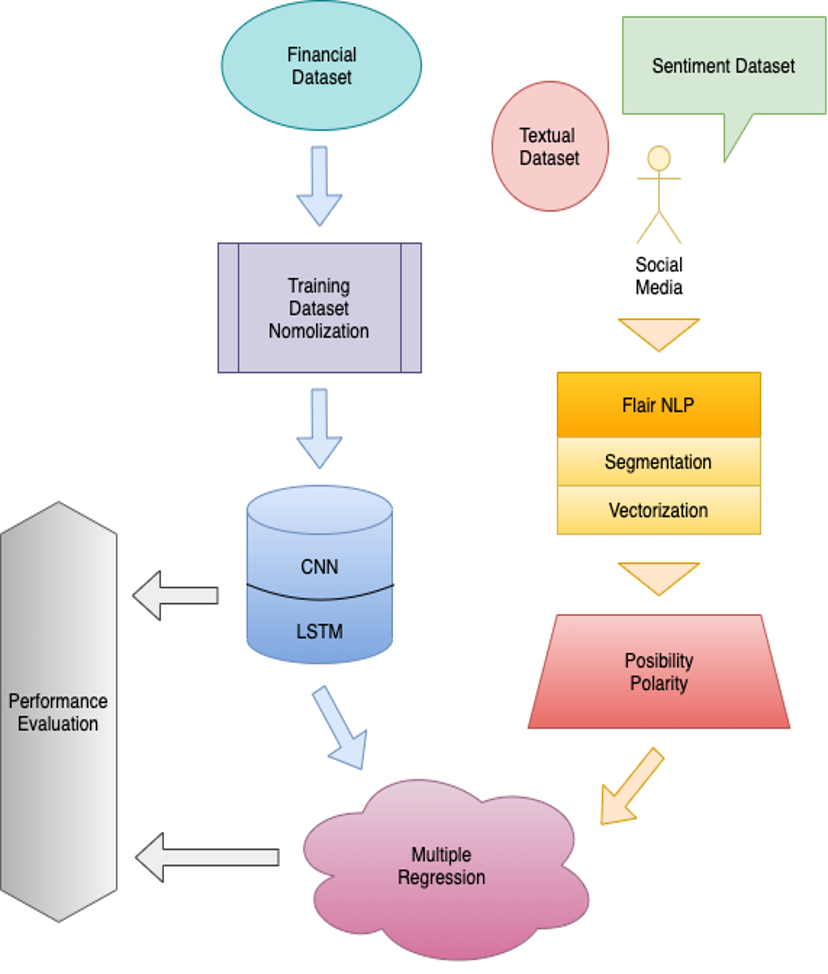 Financial
Dataset
Sentiment Dataset
Textual
Dataset
Social
Media
Training
Dataset
Nomolization
Flair NLP
Segmentation
Vectorization
CNN
LSTM
Posibility
Polarity
Performance
Evaluation
Multiple
Regression